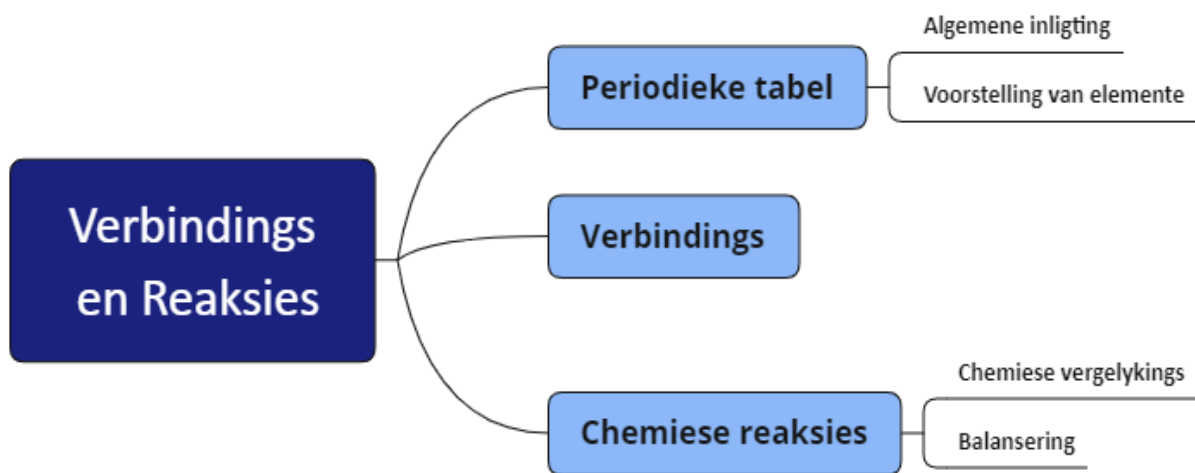 Verbindings
en Reaksies
Periodieke tabel
Algemene inligting
Voorstelling van elemente
Verbindings
Chemiese reaksies
Chemiese vergelykings
Balansering